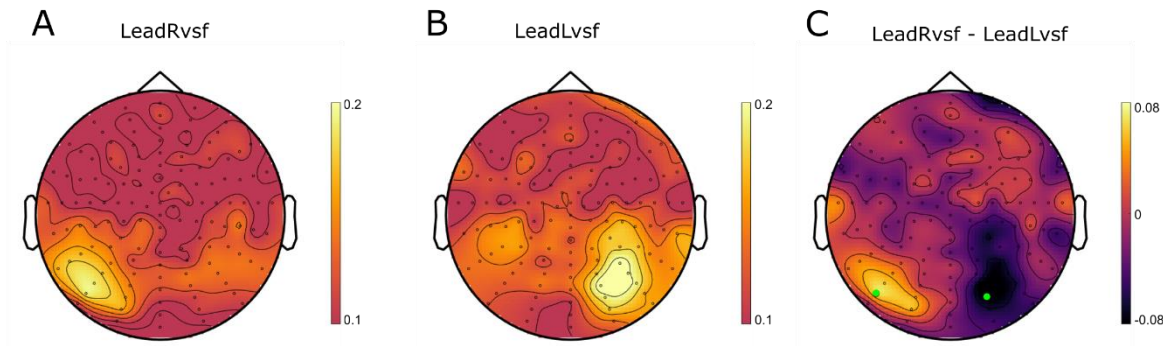 A
LeadRvsf
0.2
0.1
B
LeadLvsf
0.2
0.1
C
LeadRvsf - LeadLvsf
0.08
0
-0.08